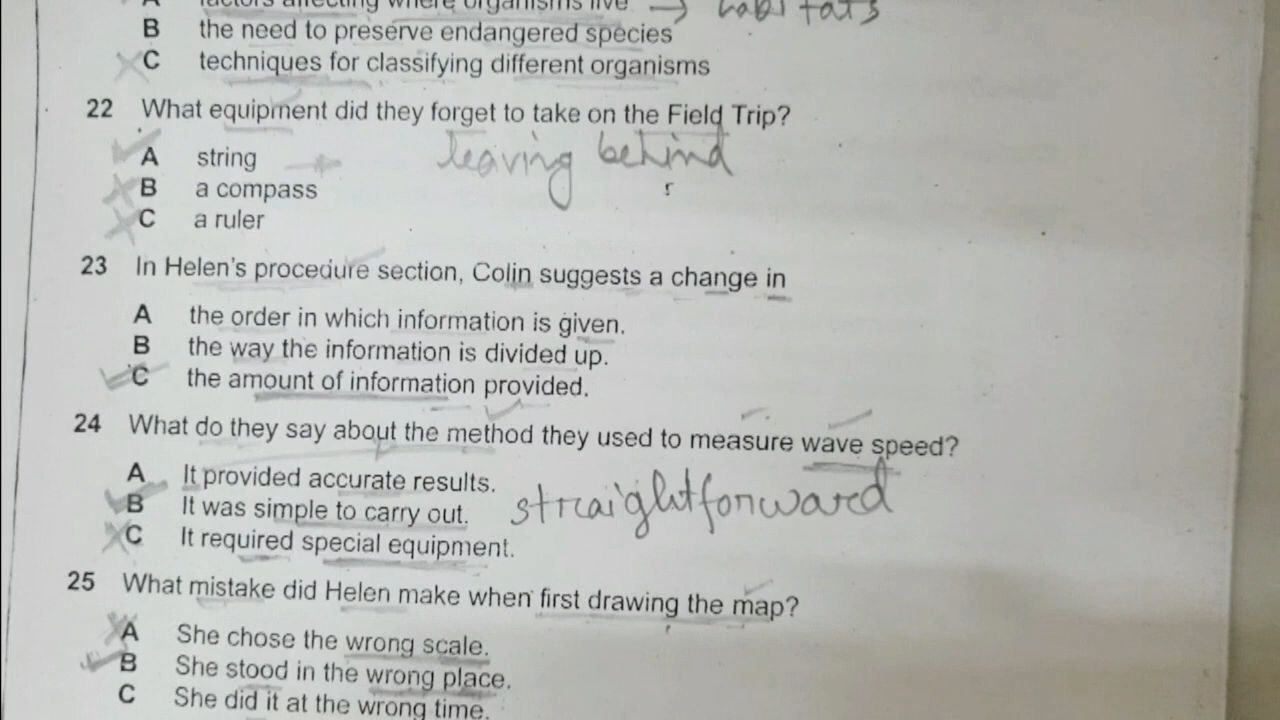 A factors affecting where organisms live → habitats
B the need to preserve endangered species
C techniques for classifying different organisms
22 What equipment did they forget to take on the Field Trip?
A string
leaving behind
B a compass
C a ruler
23 In Helen's procedure section, Colin suggests a change in
A the order in which information is given.
B the way the information is divided up.
C the amount of information provided.
24 What do they say about the method they used to measure wave speed?
A It provided accurate results.
B It was simple to carry out.
straightforward
C It required special equipment.
25 What mistake did Helen make when first drawing the map?
A She chose the wrong scale.
B She stood in the wrong place.
C She did it at the wrong time.